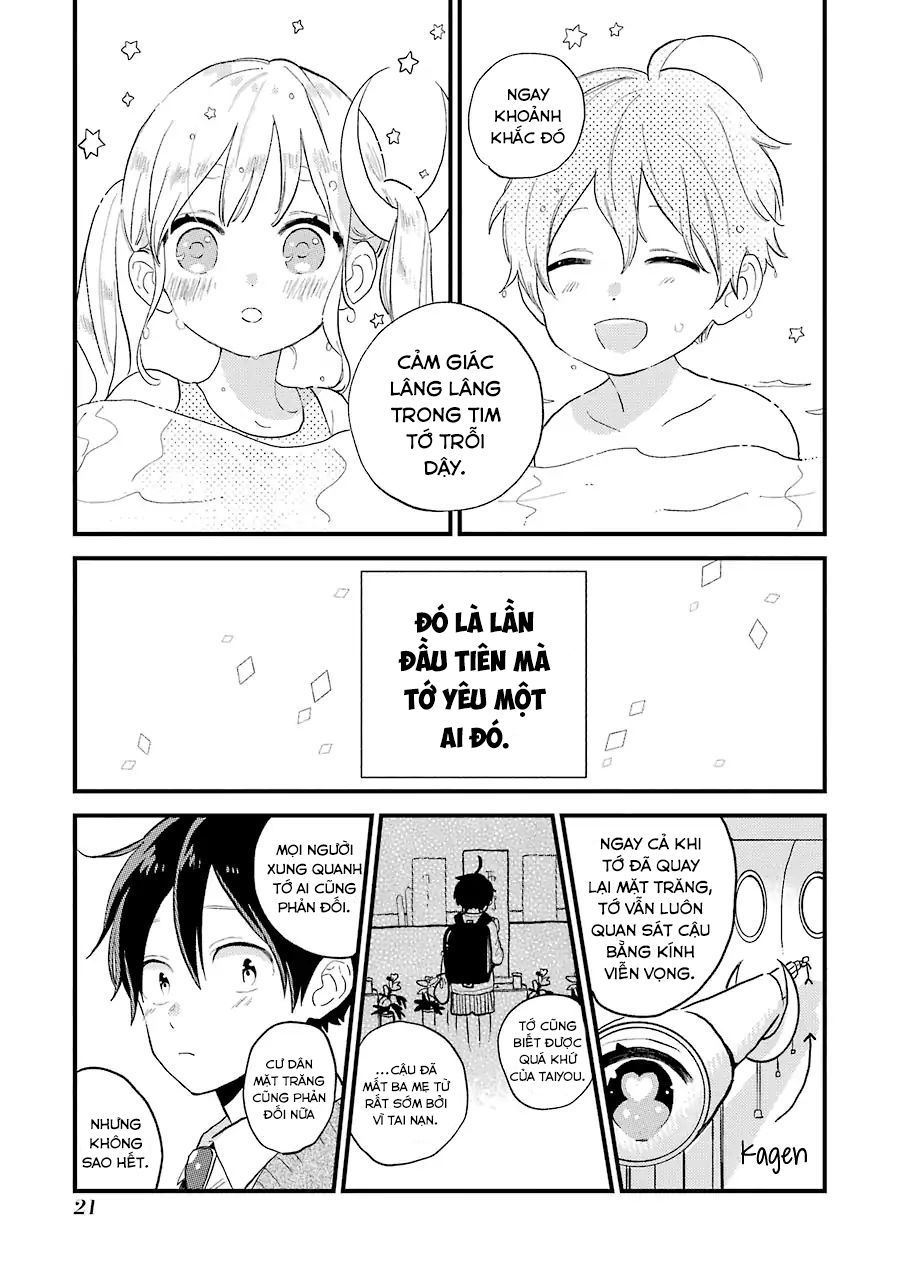 NGAY
KHOẢNH
KHẮC ĐÓ
CẢM GIÁC
LÂNG LÂNG
TRONG TIM
TỚ TRỖI
DẬY.
ĐÓ LÀ LẦN
ĐẦU TIÊN MÀ
TỚ YÊU MỘT
AI ĐÓ.
NGAY CẢ KHI
TỚ ĐÃ QUAY
LẠI MẶT TRĂNG,
TỚ VẪN LUÔN
QUAN SÁT CẬU
BẰNG KÍNH
VIỄN VỌNG.
Kagen
TỚ CŨNG
BIẾT ĐƯỢC
QUÁ KHỨ
CỦA TAIYOU.
...CẬU ĐÃ
MẤT BA MẸ TỪ
RẤT SỚM BỞI
VÌ TAI NẠN.
MỌI NGƯỜI
XUNG QUANH
TỚ AI CŨNG
PHẢN ĐỐI.
CƯ DÂN
MẶT TRĂNG
CŨNG PHẢN
ĐỐI NỮA
NHƯNG
KHÔNG
SAO HẾT.
21